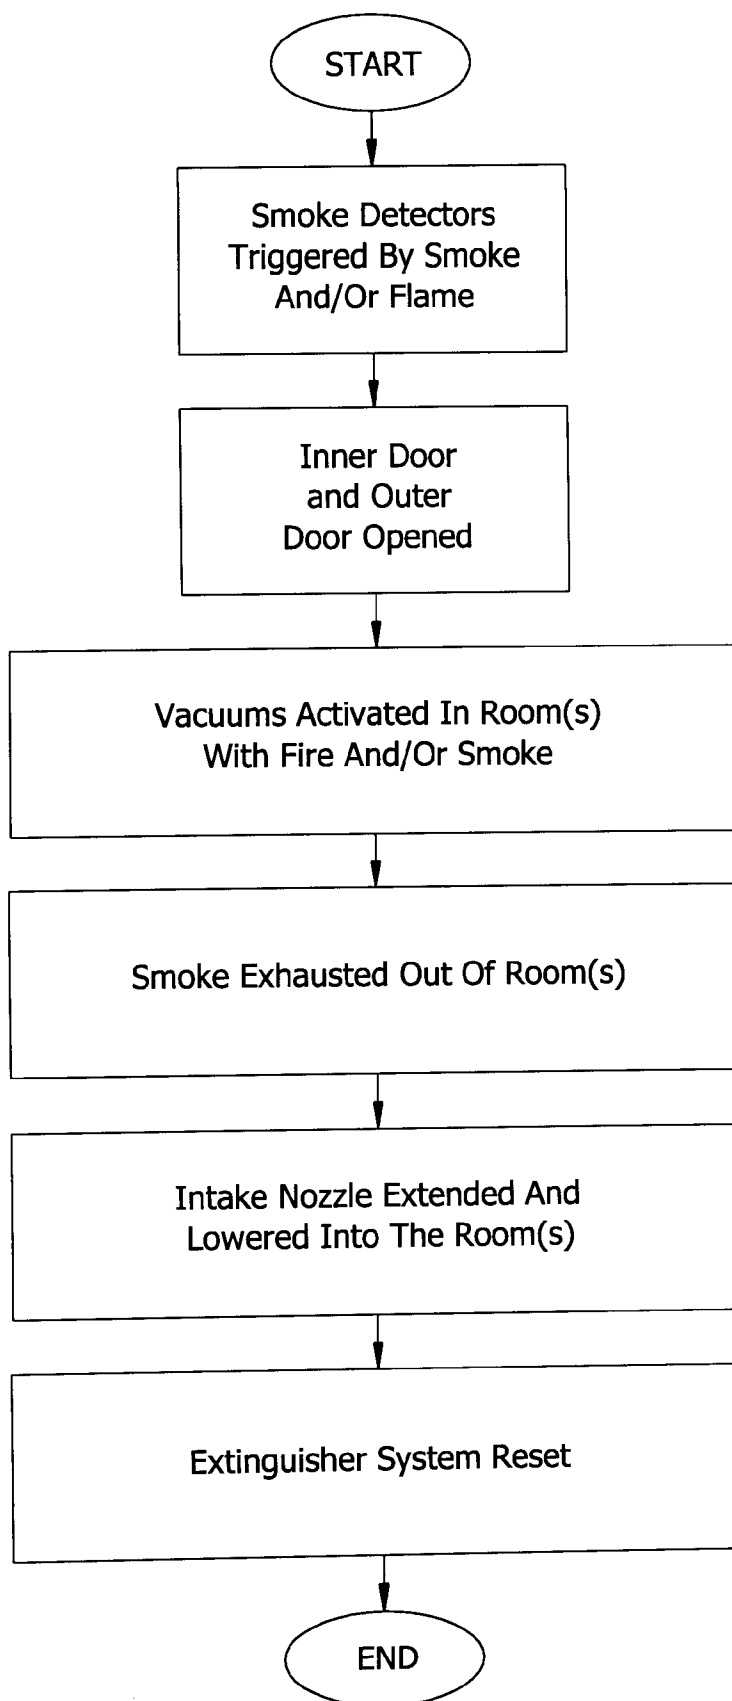 START
Smoke Detectors
Triggered By Smoke
And/Or Flame
Inner Door
and Outer
Door Opened
Vacuums Activated In Room(s)
With Fire And/Or Smoke
Smoke Exhausted Out Of Room(s)
Intake Nozzle Extended And
Lowered Into The Room(s)
Extinguisher System Reset
END